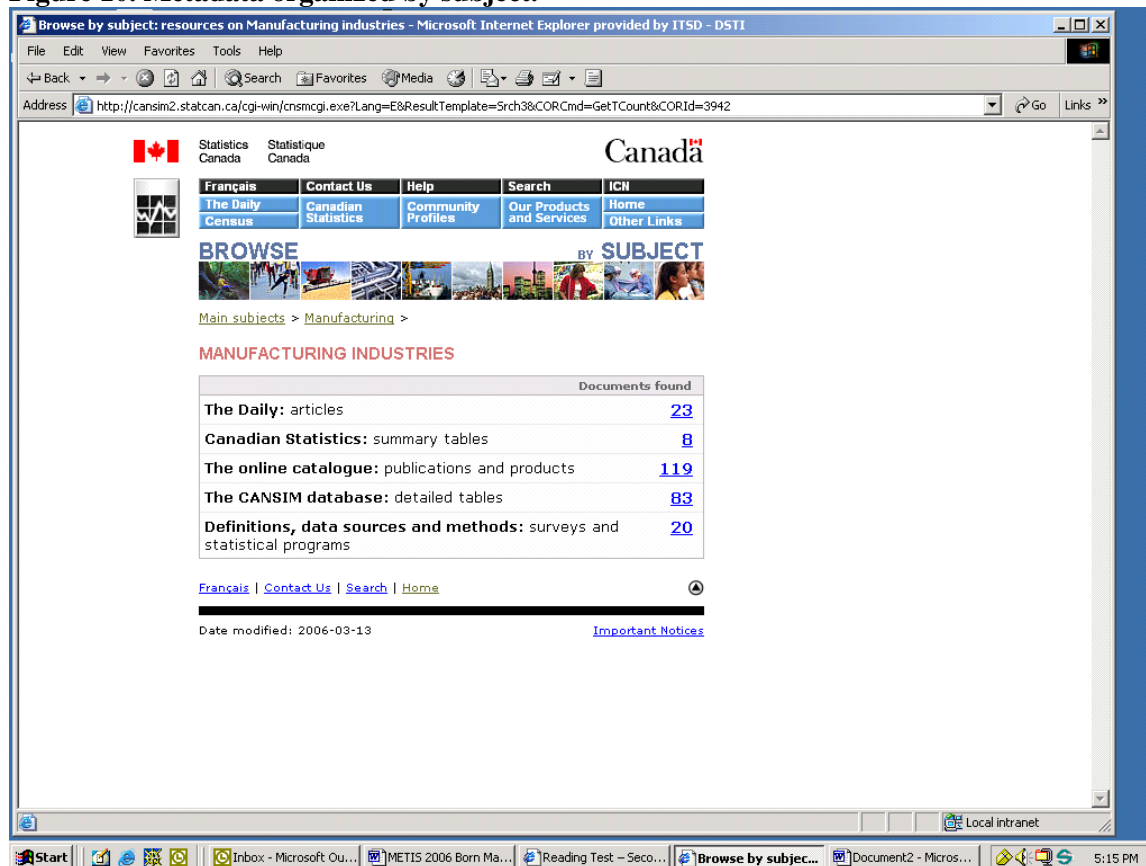 Browse by subject: resources on Manufacturing industries - Microsoft Internet Explorer provided by ITSD - DSTI
File Edit View Favorites Tools Help
Back Search Favorites Media
Address http://cansim2.statcan.ca/cgi-win/cnsmcgi.exe?Lang=E&ResultTemplate=Srch3&CORCmd=GetTCount&CORId=3942 Go Links »
Statistics Statistique
Canada Canada
Canada
Français Contact Us Help Search ICN
The Daily Canadian Statistics Community Profiles Our Products and Services Home
Census Other Links
BROWSE BY SUBJECT
Main subjects > Manufacturing >
MANUFACTURING INDUSTRIES
Documents found
The Daily: articles 23
Canadian Statistics: summary tables 8
The online catalogue: publications and products 119
The CANSIM database: detailed tables 83
Definitions, data sources and methods: surveys and 20
statistical programs
Français | Contact Us | Search | Home
Date modified: 2006-03-13 Important Notices
Local intranet
Start Inbox - Microsoft Ou... METIS 2006 Born Ma... Reading Test – Seco... Browse by subjec... Document2 - Micros... 5:15 PM